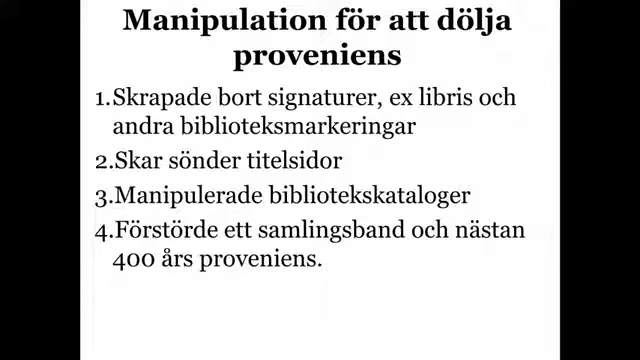 Manipulation för att dölja
proveniens
1.Skrapade bort signaturer, ex libris och
andra biblioteksmarkeringar
2.Skar sönder titelsidor
3.Manipulerade bibliotekskataloger
4.Förstörde ett samlingsband och nästan
400 års proveniens.